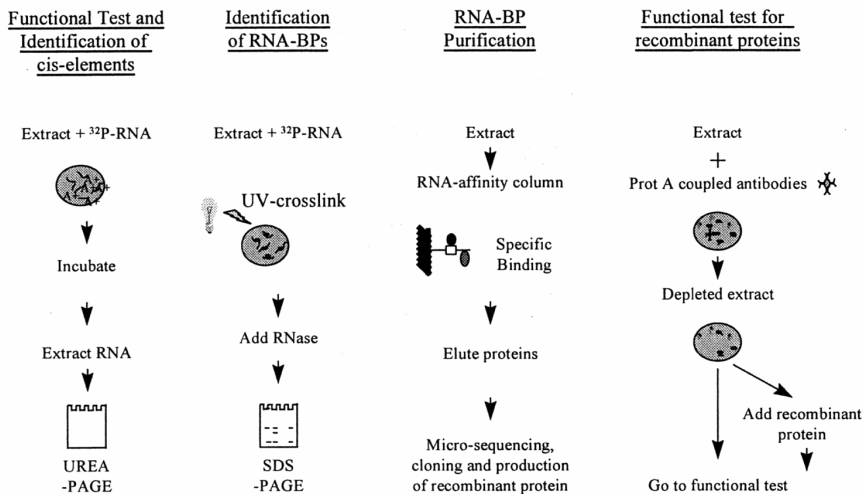 Functional Test and
Identification of
cis-elements
Extract + ³²P-RNA
Incubate
Extract RNA
UREA
-PAGE
Identification
of RNA-BPs
Extract + ³²P-RNA
UV-crosslink
Add RNase
SDS
-PAGE
RNA-BP
Purification
Extract
RNA-affinity column
Specific
Binding
Elute proteins
Micro-sequencing,
cloning and production
of recombinant protein
Functional test for
recombinant proteins
Extract
+
Prot A coupled antibodies
Depleted extract
Add recombinant
protein
Go to functional test